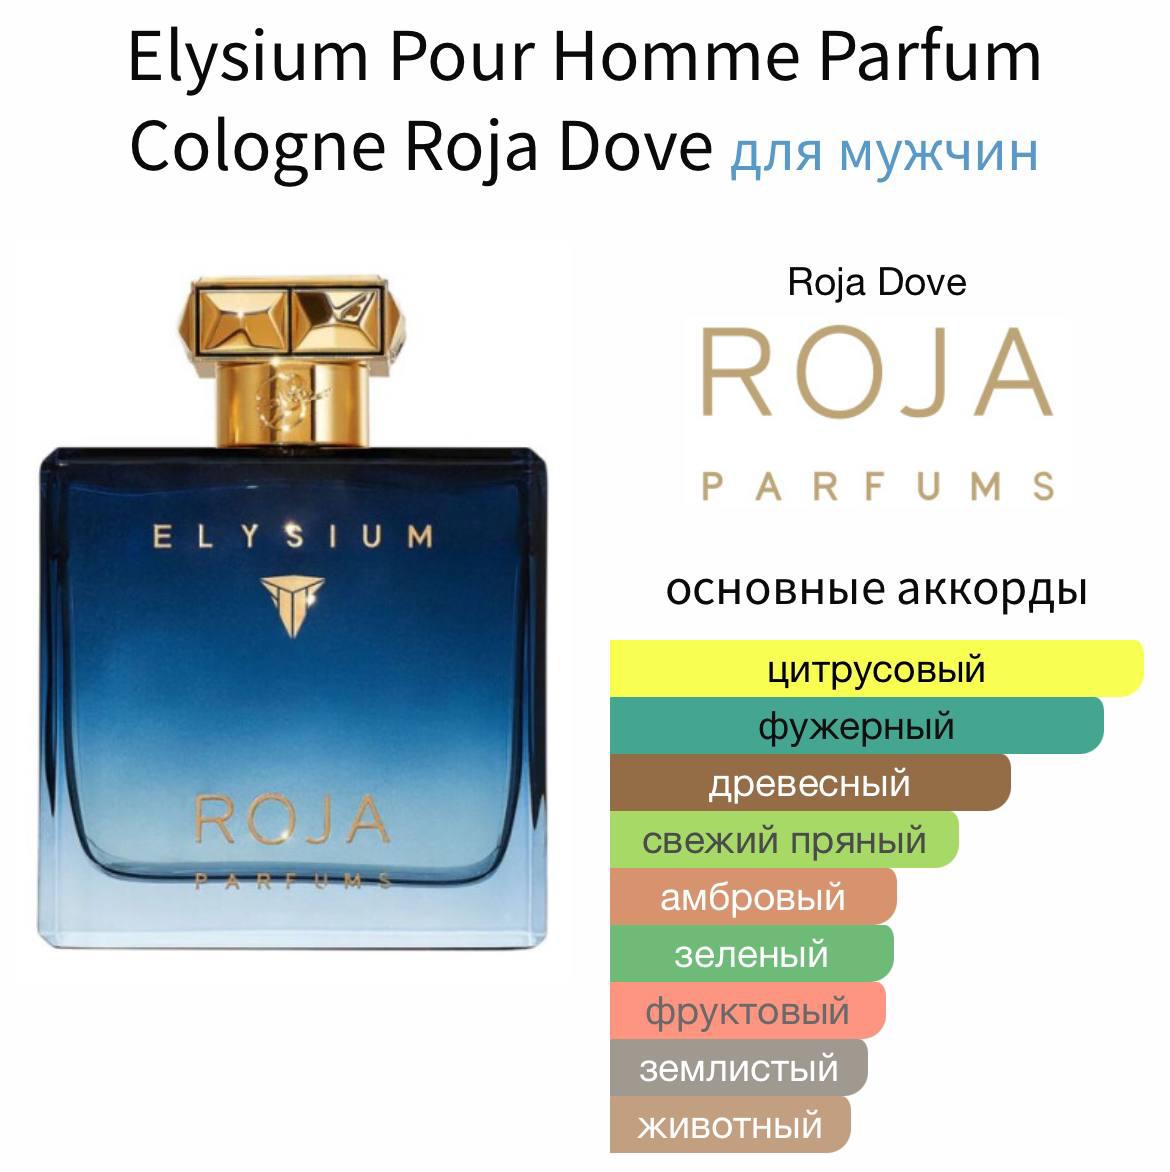 Elysium Pour Homme Parfum
Cologne Roja Dove для мужчин
ELYSIUM
ROJA
PARFUMS
Roja Dove
ROJA
PARFUMS
основные аккорды
цитрусовый
фужерный
древесный
свежий пряный
амбровый
зеленый
фруктовый
землистый
животный